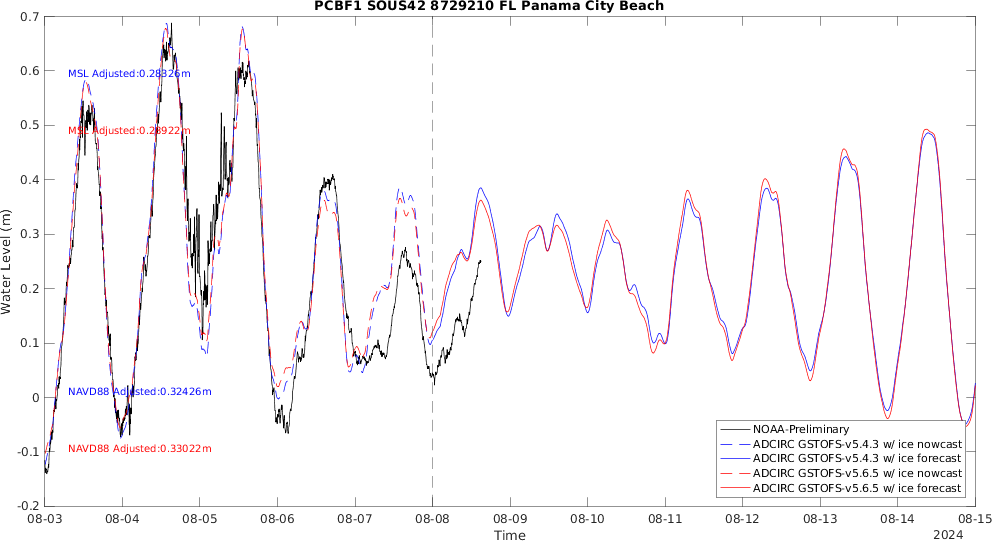 PCBF1 SOUS42 8729210 FL Panama City Beach
Water Level (m)
0.7
0.6
0.5
0.4
0.3
0.2
0.1
0
-0.1
-0.2
MSL Adjusted:0.28326m
MSL Adjusted:0.28922m
NAVD88 Adjusted:0.32426m
NAVD88 Adjusted:0.33022m
NOAA-Preliminary
ADCIRC GSTOFS-v5.4.3 w/ ice nowcast
ADCIRC GSTOFS-v5.4.3 w/ ice forecast
ADCIRC GSTOFS-v5.6.5 w/ ice nowcast
ADCIRC GSTOFS-v5.6.5 w/ ice forecast
08-03 08-04 08-05 08-06 08-07 08-08 08-09 08-10 08-11 08-12 08-13 08-14 08-15
Time
2024